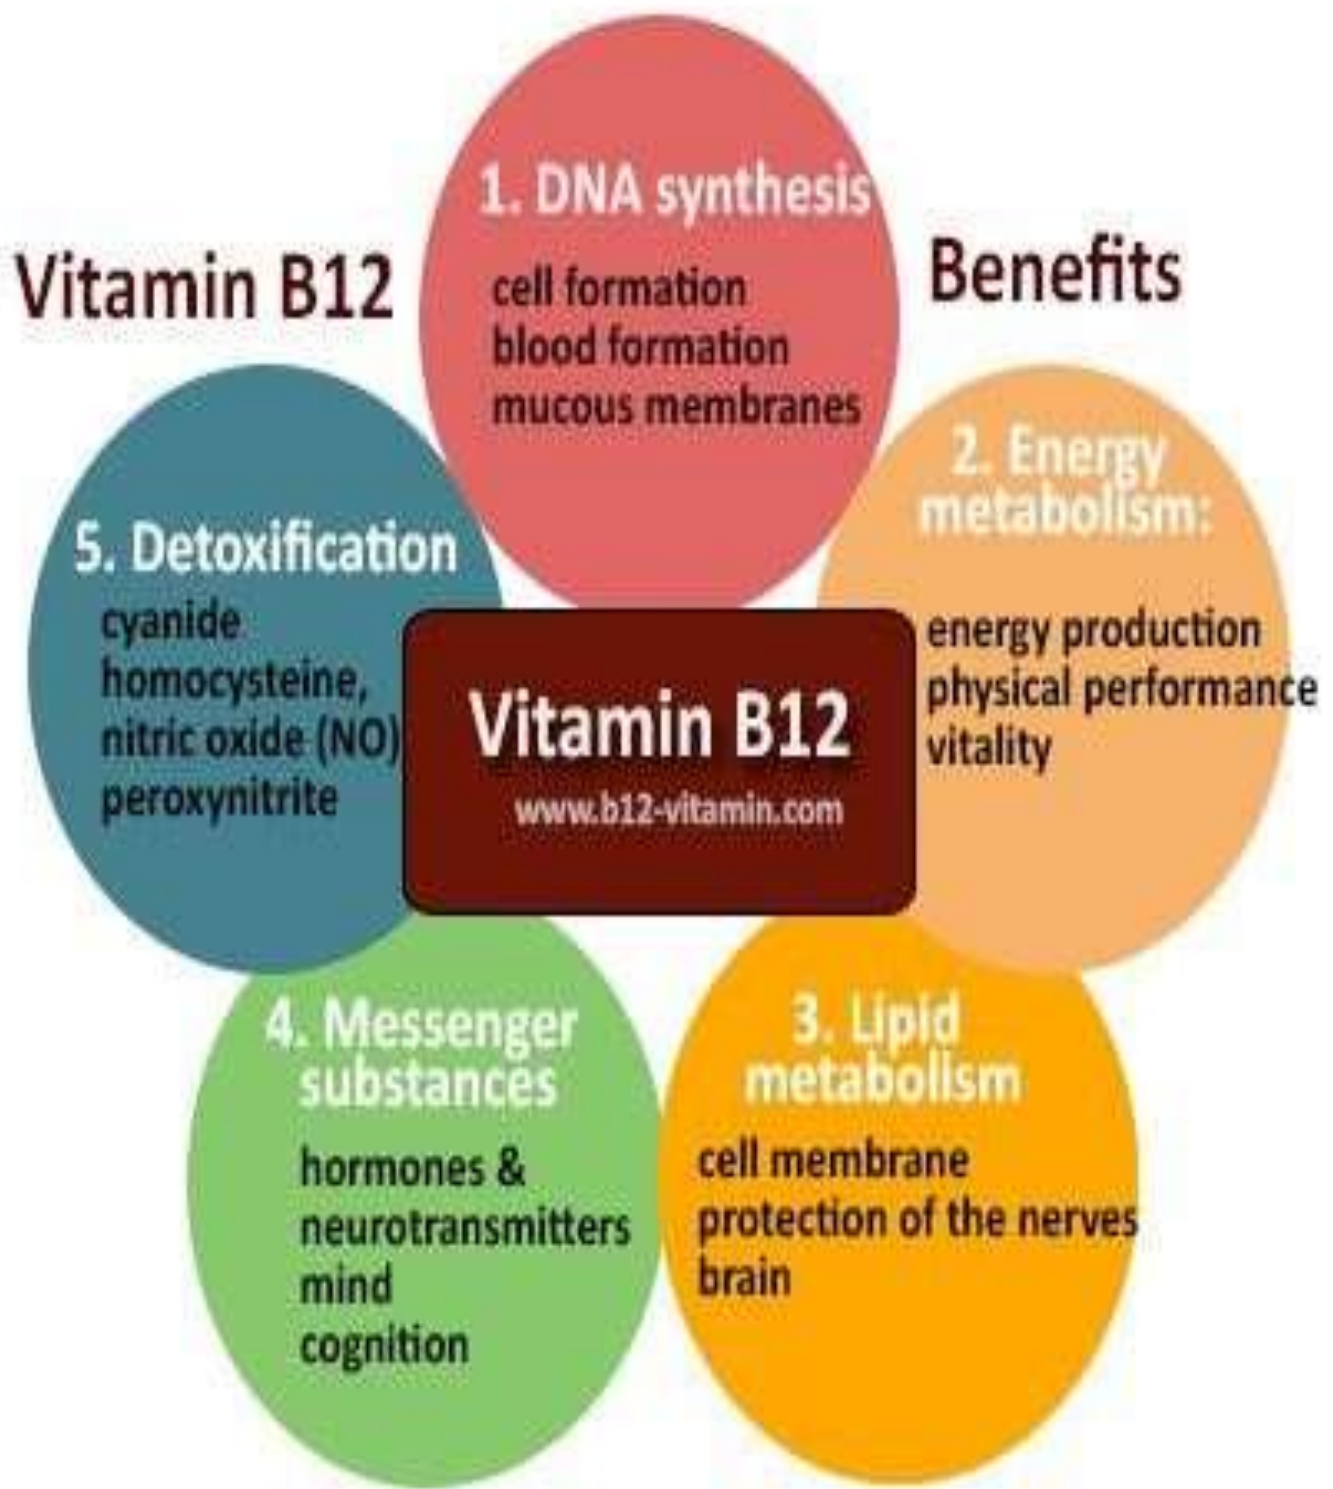 Vitamin B12
Benefits
1. DNA synthesis
cell formation
blood formation
mucous membranes
2. Energy
metabolism:
energy production
physical performance
vitality
3. Lipid
metabolism
cell membrane
protection of the nerves
brain
4. Messenger
substances
hormones &
neurotransmitters
mind
cognition
5. Detoxification
cyanide
homocysteine,
nitric oxide (NO)
peroxynitrite
Vitamin B12
www.b12-vitamin.com